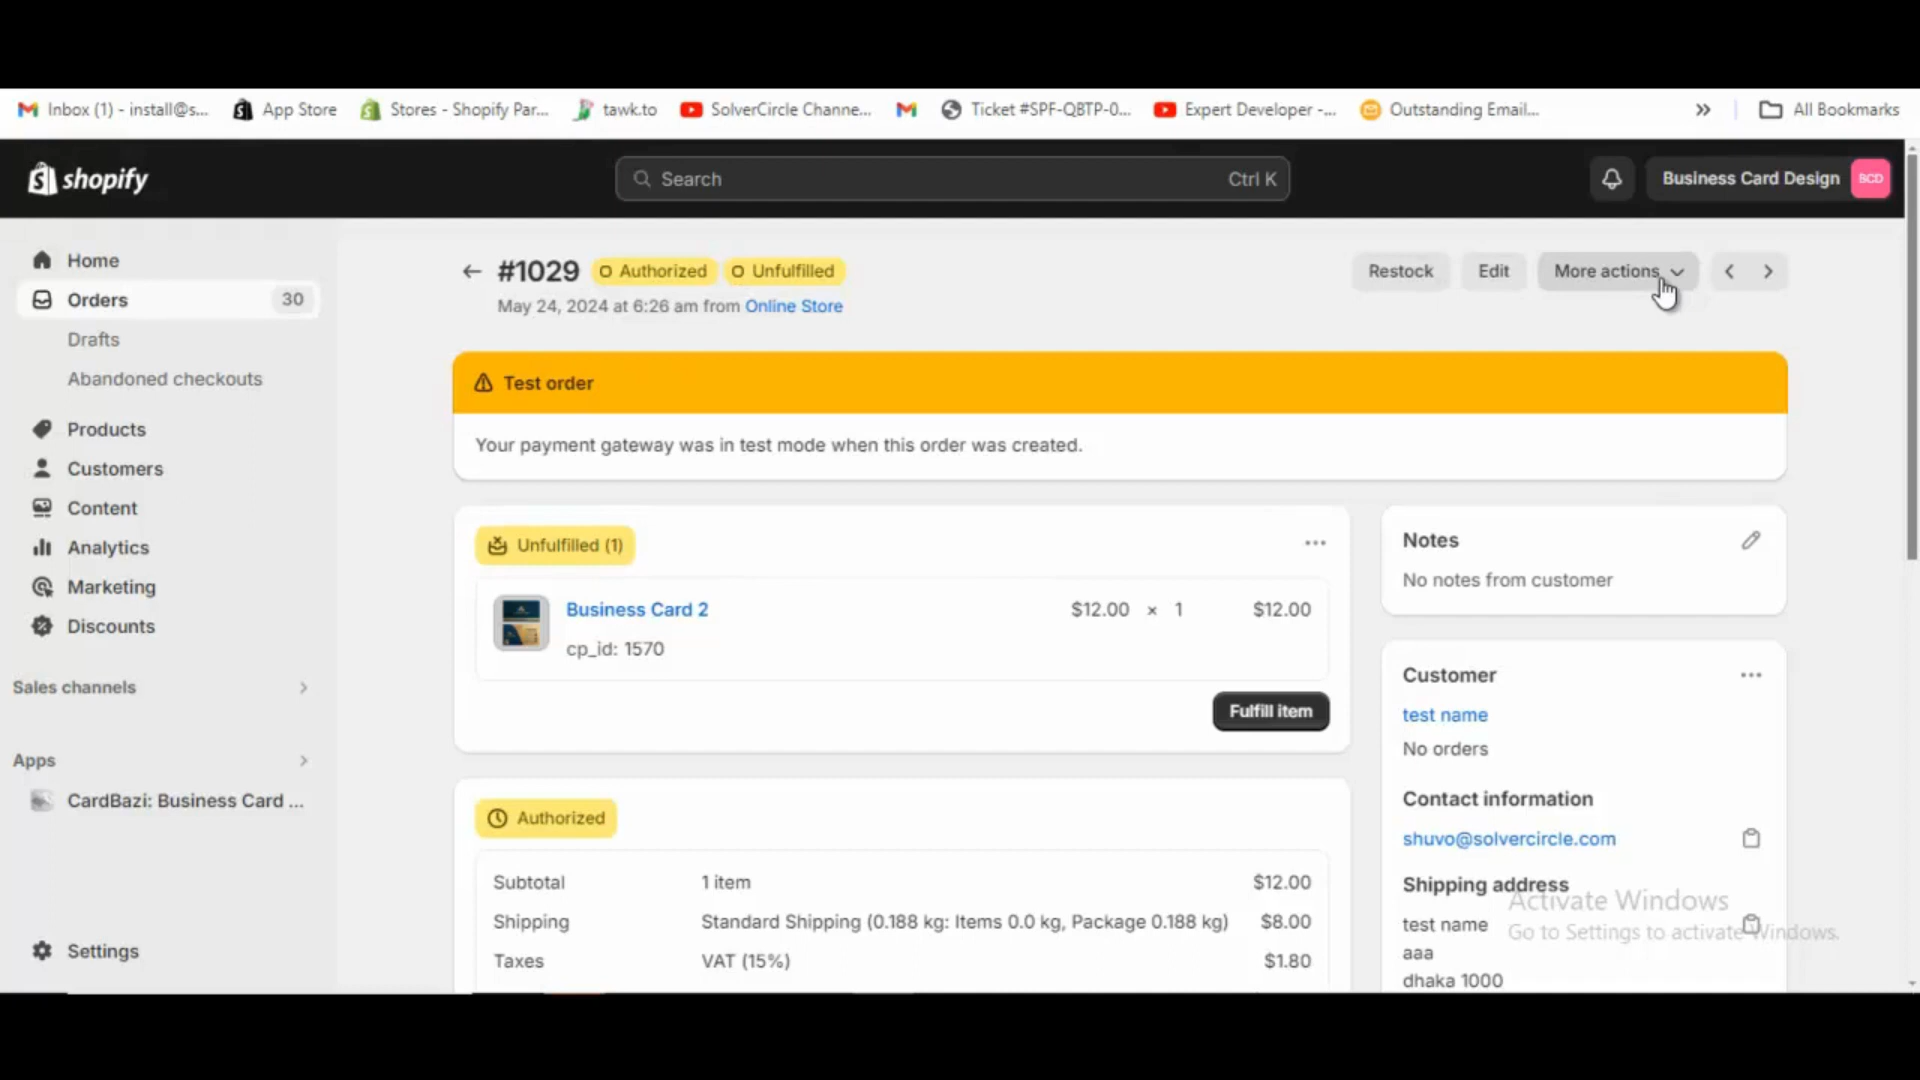 Inbox (1) - install@s... App Store Stores - Shopify Par... tawk.to SolverCircle Channe... Ticket #SPF-QBTP-0... Expert Developer -... Outstanding Email... » All Bookmarks
shopify Search Ctrl K Business Card Design BCD
Home
Orders 30
Drafts
Abandoned checkouts
Products
Customers
Content
Analytics
Marketing
Discounts
Sales channels
Apps
CardBazi: Business Card ...
Settings
#1029 Authorized Unfulfilled
May 24, 2024 at 6:26 am from Online Store
Restock Edit More actions
Test order
Your payment gateway was in test mode when this order was created.
Unfulfilled (1)
Business Card 2 $12.00 × 1 $12.00
cp_id: 1570
Fulfill item
Authorized
Subtotal 1 item $12.00
Shipping Standard Shipping (0.188 kg: Items 0.0 kg, Package 0.188 kg) $8.00
Taxes VAT (15%) $1.80
Notes
No notes from customer
Customer
test name
No orders
Contact information
shuvo@solvercircle.com
Shipping address
test name
aaa
dhaka 1000
Activate Windows
Go to Settings to activate Windows.